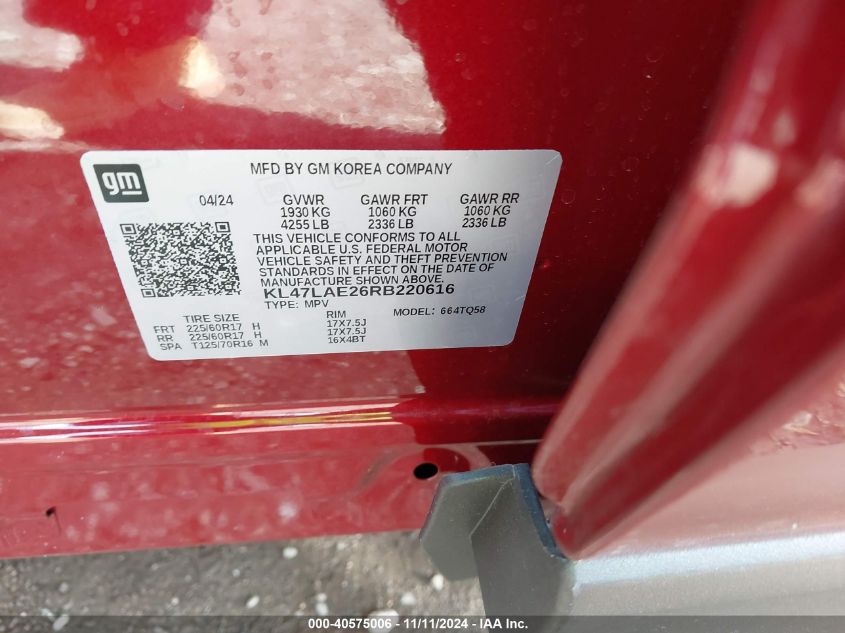 gm
MFD BY GM KOREA COMPANY
04/24 GVWR GAWR FRT GAWR RR
1930 KG 1060 KG 1060 KG
4255 LB 2336 LB 2336 LB
THIS VEHICLE CONFORMS TO ALL
APPLICABLE U.S. FEDERAL MOTOR
VEHICLE SAFETY AND THEFT PREVENTION
STANDARDS IN EFFECT ON THE DATE OF
MANUFACTURE SHOWN ABOVE.
KL47LAE26RB220616
TYPE: MPV MODEL: 664TQ58
TIRE SIZE RIM
FRT 225/60R17 H 17X7.5J
RR 225/60R17 H 17X7.5J
SPA T125/70R16 M 16X4BT
000-40575006 - 11/11/2024 - IAA Inc.